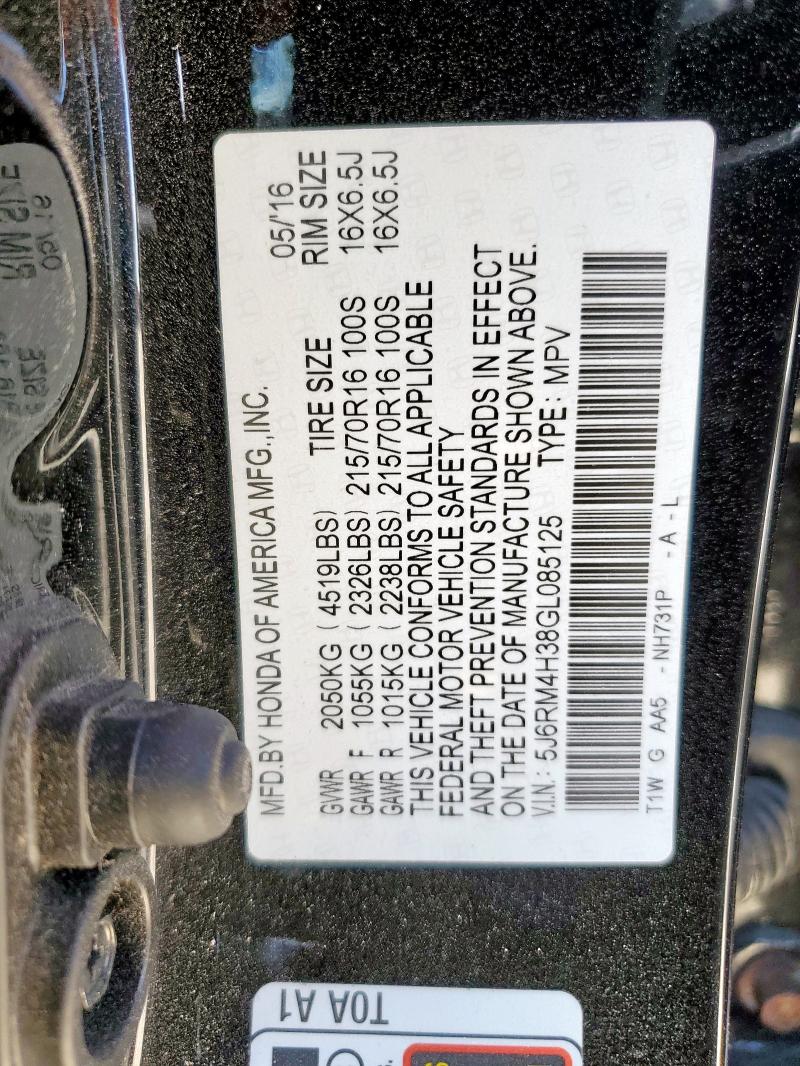 MFD.BY HONDA OF AMERICA MFG.,INC. 05/'16
GVWR 2050KG ( 4519LBS) TIRE SIZE RIM SIZE
GAWR F 1055KG ( 2326LBS) 215/70R16 100S 16X6.5J
GAWR R 1015KG ( 2238LBS) 215/70R16 100S 16X6.5J
THIS VEHICLE CONFORMS TO ALL APPLICABLE
FEDERAL MOTOR VEHICLE SAFETY
AND THEFT PREVENTION STANDARDS IN EFFECT
ON THE DATE OF MANUFACTURE SHOWN ABOVE.
V.I.N.: 5J6RM4H38GL085125 TYPE: MPV
T1W G AA5 - NH731P - A - L
T0A A1